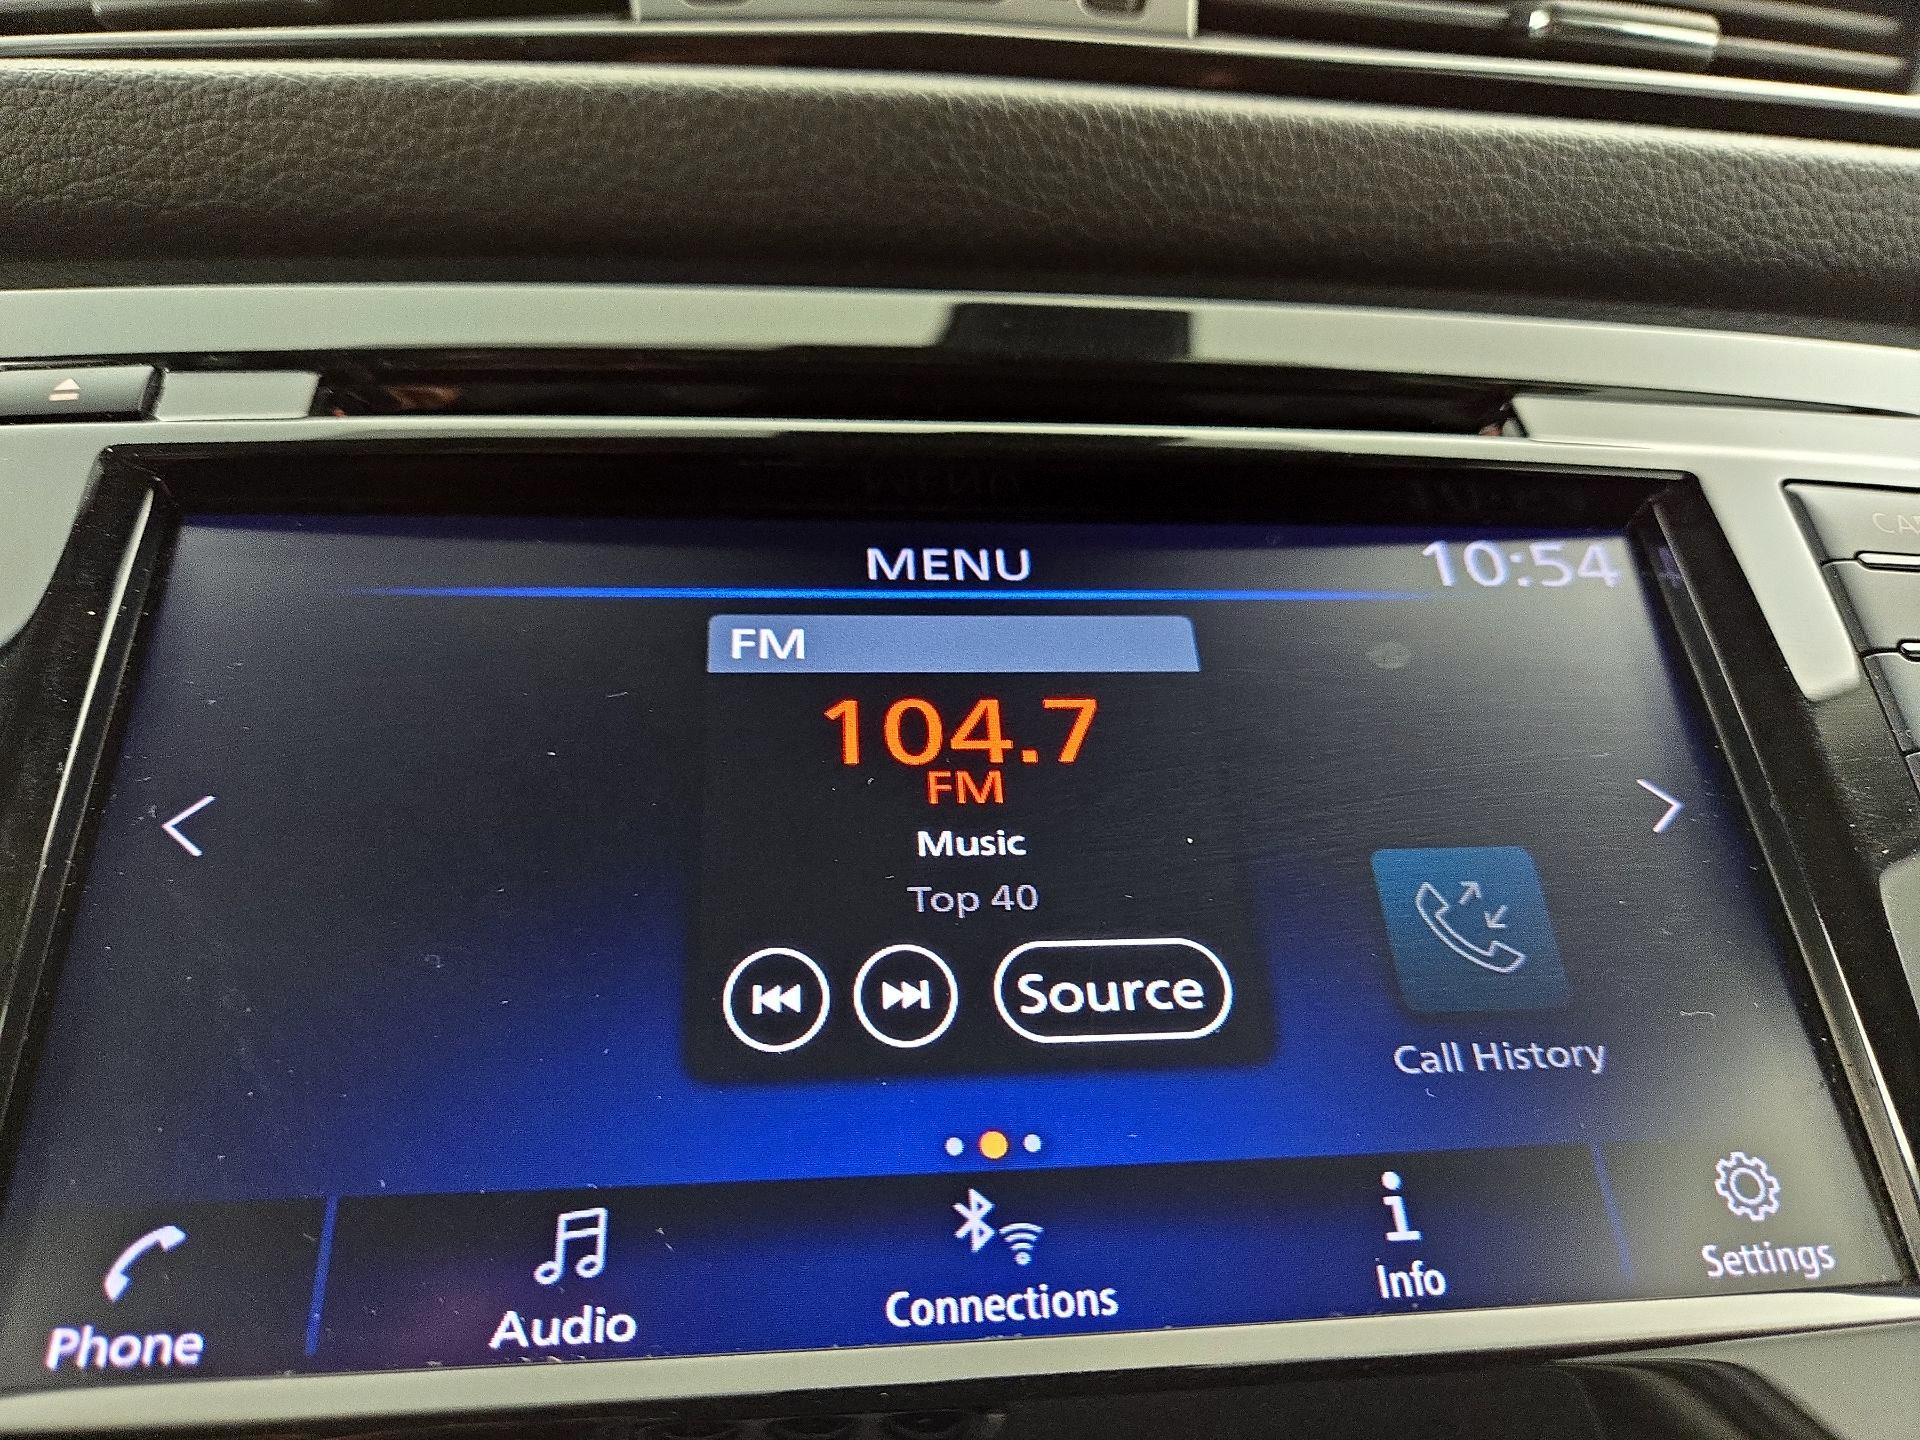 MENU
10:54
FM
104.7
FM
Music
Top 40
Source
Call History
Phone
Audio
Connections
Info
Settings